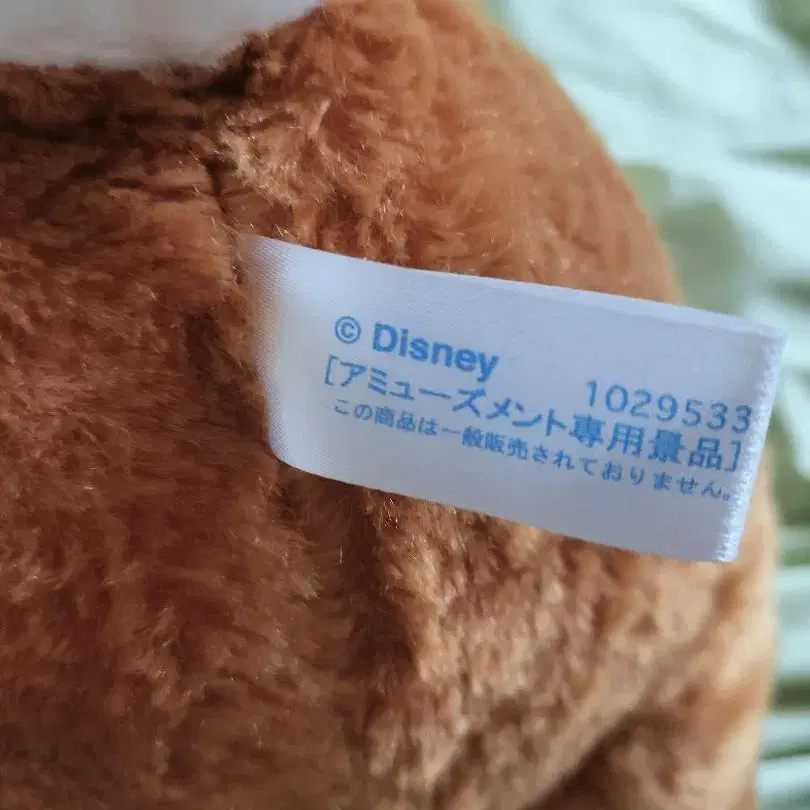 © Disney
1029533
[アミューズメント専用景品]
この商品は一般販売されておりません。